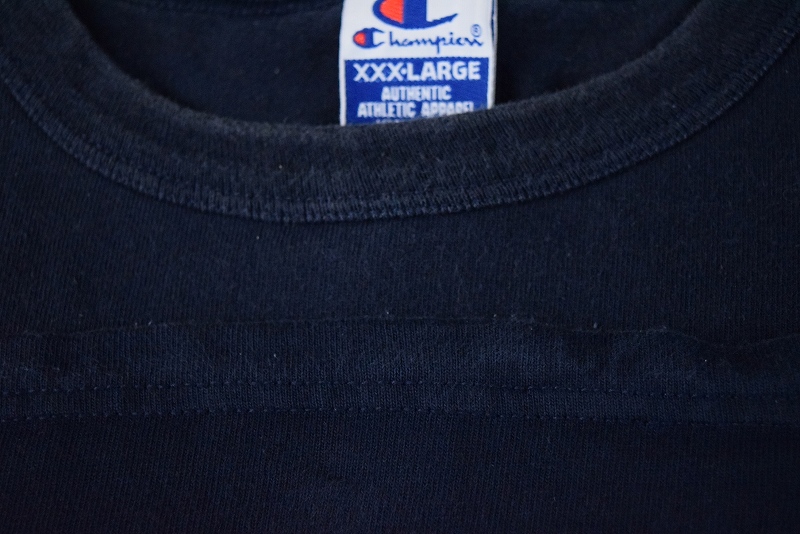 Champion®
XXX-LARGE
AUTHENTIC
ATHLETIC APPAREL